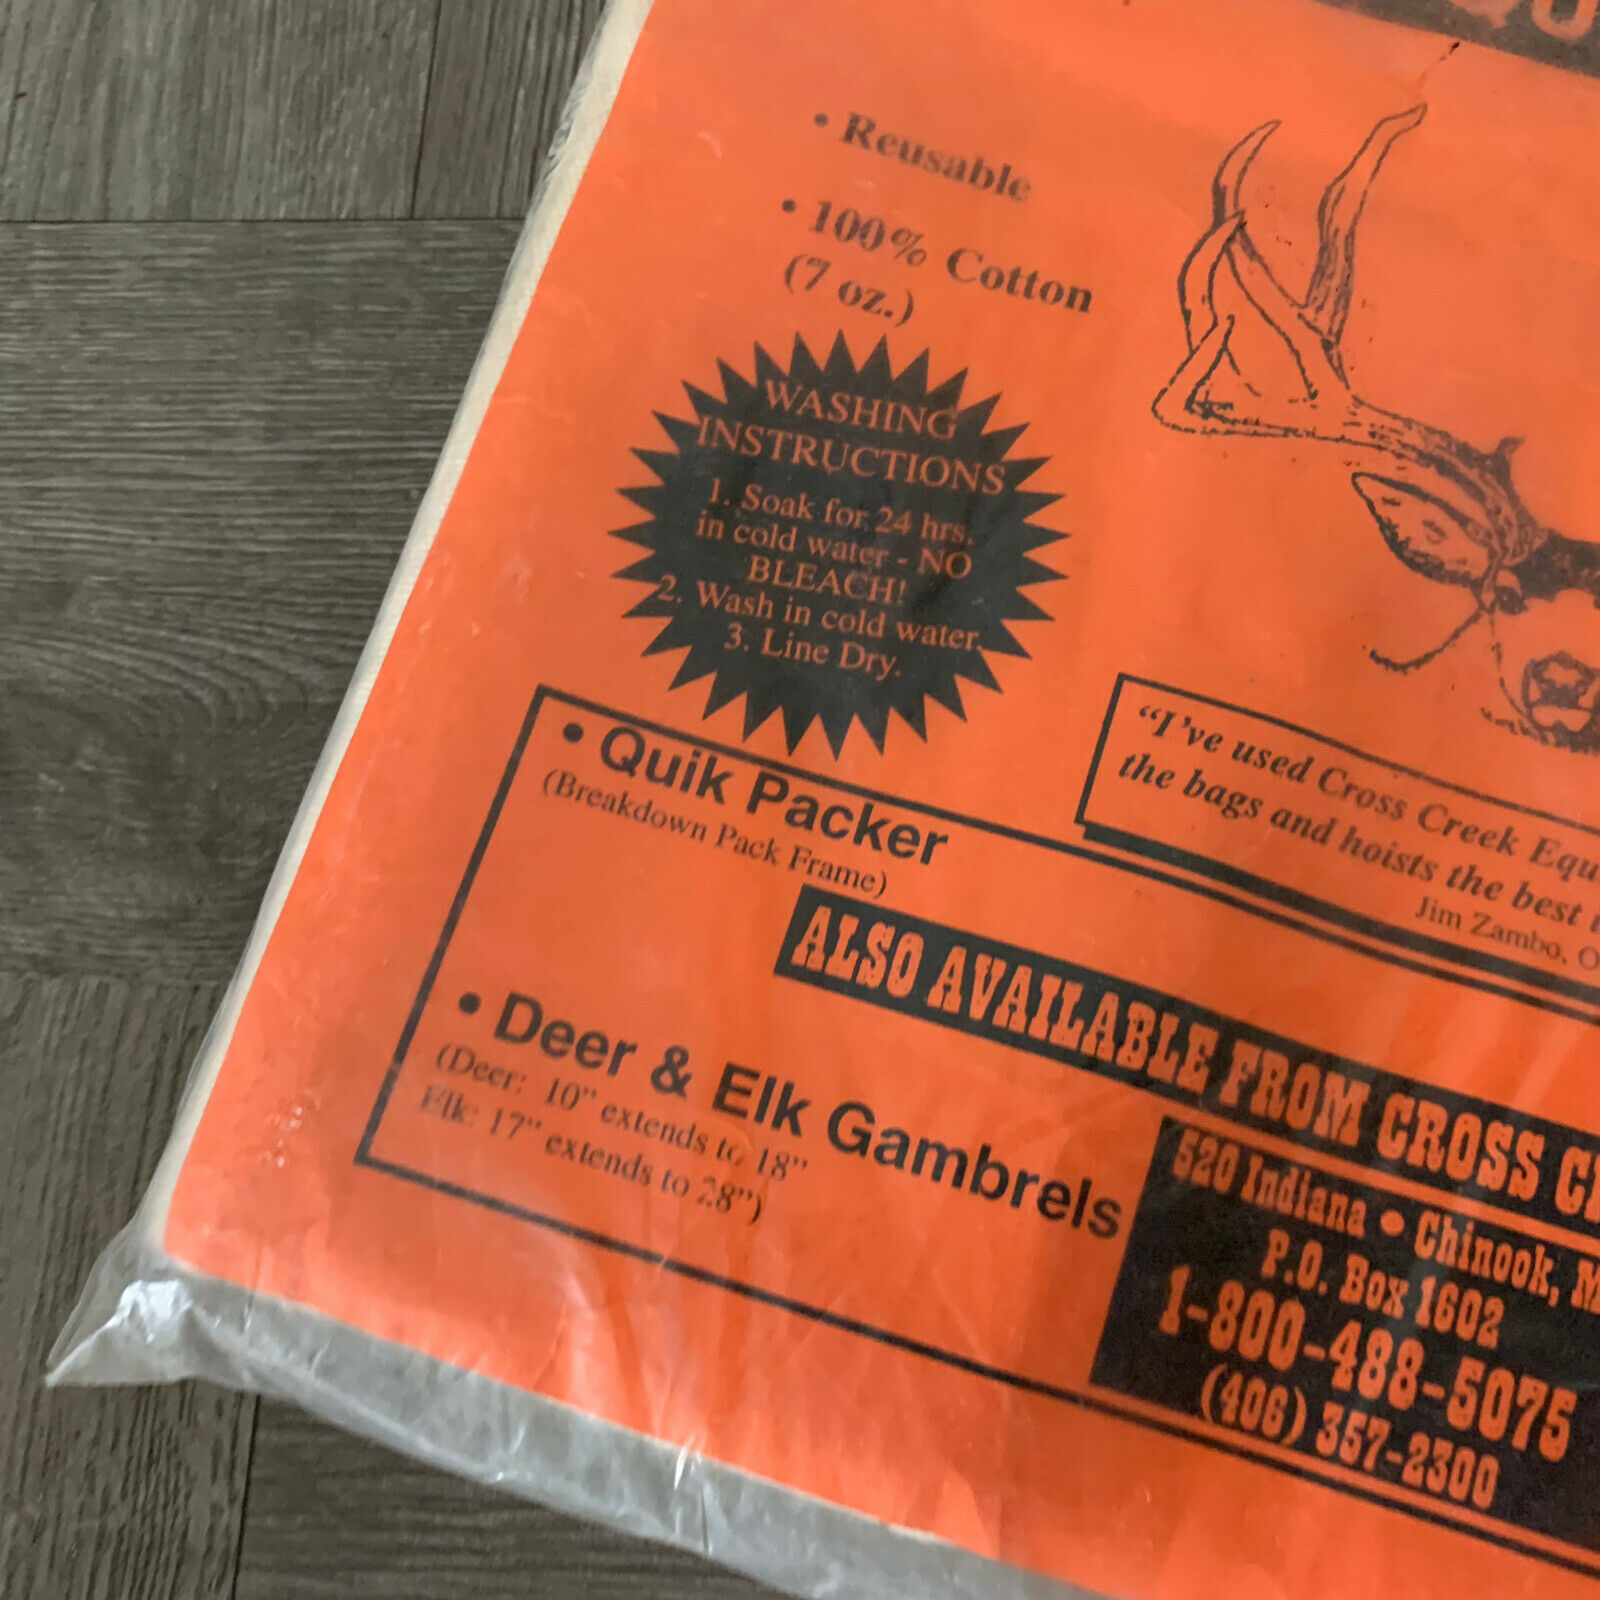 • Reusable
• 100% Cotton
(7 oz.)
WASHING
INSTRUCTIONS
1. Soak for 24 hrs.
in cold water - NO
BLEACH!
2. Wash in cold water.
3. Line Dry.
"I've used Cross Creek Equ
the bags and hoists the best
Jim Zambo, O
• Quik Packer
(Breakdown Pack Frame)
ALSO AVAILABLE FROM CROSS
• Deer & Elk Gambrels
(Deer: 10" extends to 18"
Elk: 17" extends to 28")
520 Indiana • Chinook, M
P.O. Box 1602
1-800-488-5075
(406) 357-2300